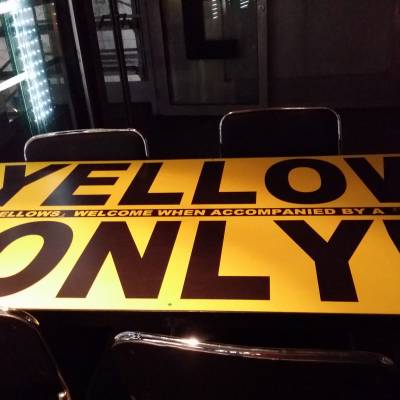 YELLOW
YELLOWS, WELCOME WHEN ACCOMPANIED BY A
ONLY!